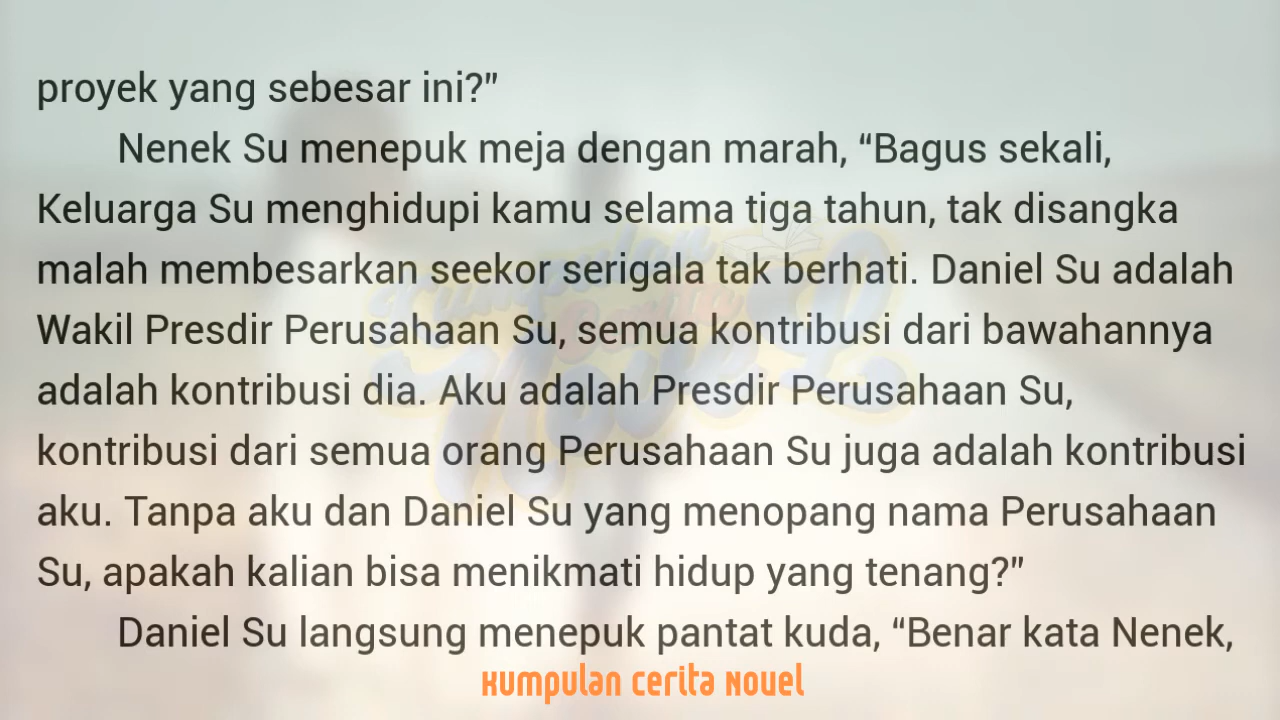 proyek yang sebesar ini?”
Nenek Su menepuk meja dengan marah, “Bagus sekali,
Keluarga Su menghidupi kamu selama tiga tahun, tak disangka
malah membesarkan seekor serigala tak berhati. Daniel Su adalah
Wakil Presdir Perusahaan Su, semua kontribusi dari bawahannya
adalah kontribusi dia. Aku adalah Presdir Perusahaan Su,
kontribusi dari semua orang Perusahaan Su juga adalah kontribusi
aku. Tanpa aku dan Daniel Su yang menopang nama Perusahaan
Su, apakah kalian bisa menikmati hidup yang tenang?”
Daniel Su langsung menepuk pantat kuda, “Benar kata Nenek,
Kumpulan Cerita Novel
Kumpulan
Cerita
Novel